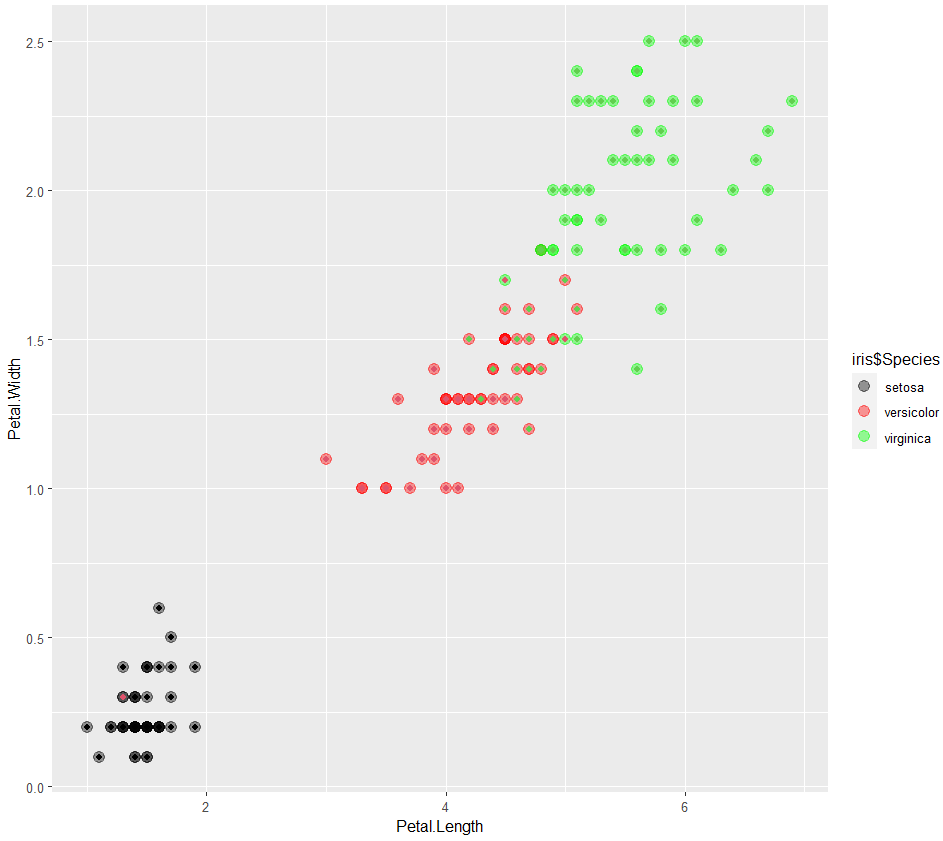 2.5
2.0
1.5
1.0
0.5
0.0
2
4
6
Petal.Length
Petal.Width
iris$Species
setosa
versicolor
virginica